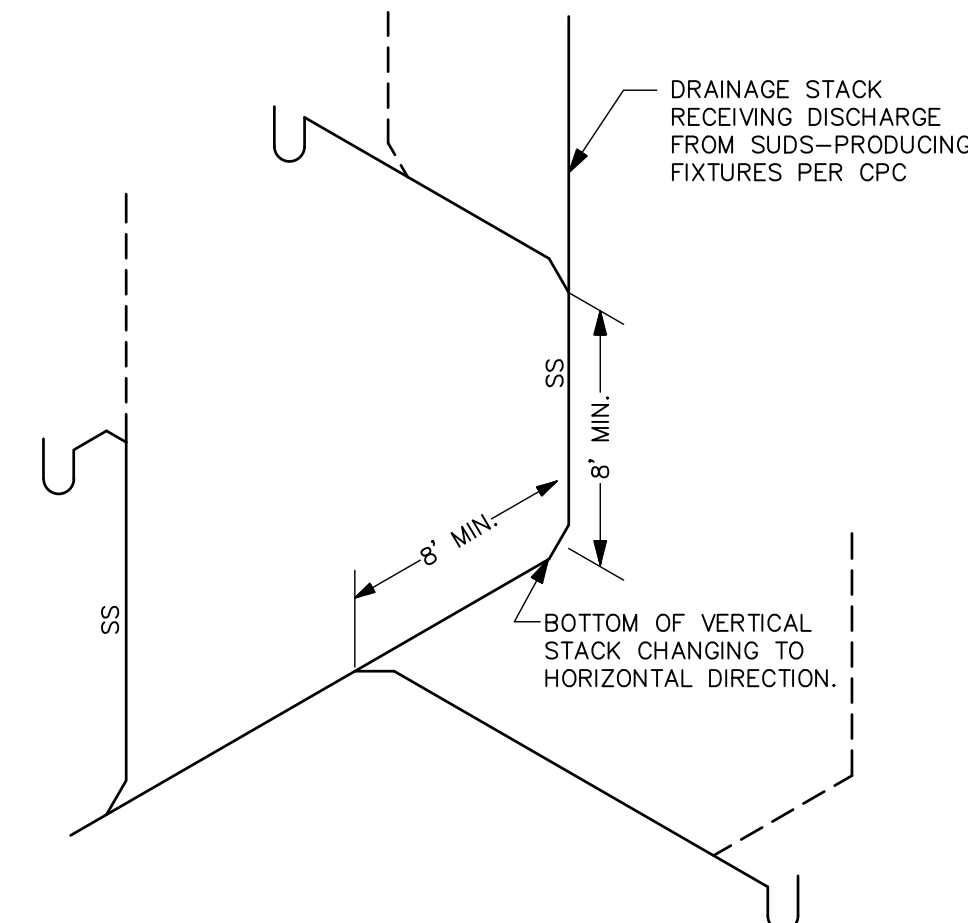 DRAINAGE STACK
RECEIVING DISCHARGE
FROM SUDS-PRODUCING
FIXTURES PER CPC
SS
8' MIN.
8' MIN.
SS
BOTTOM OF VERTICAL
STACK CHANGING TO
HORIZONTAL DIRECTION.